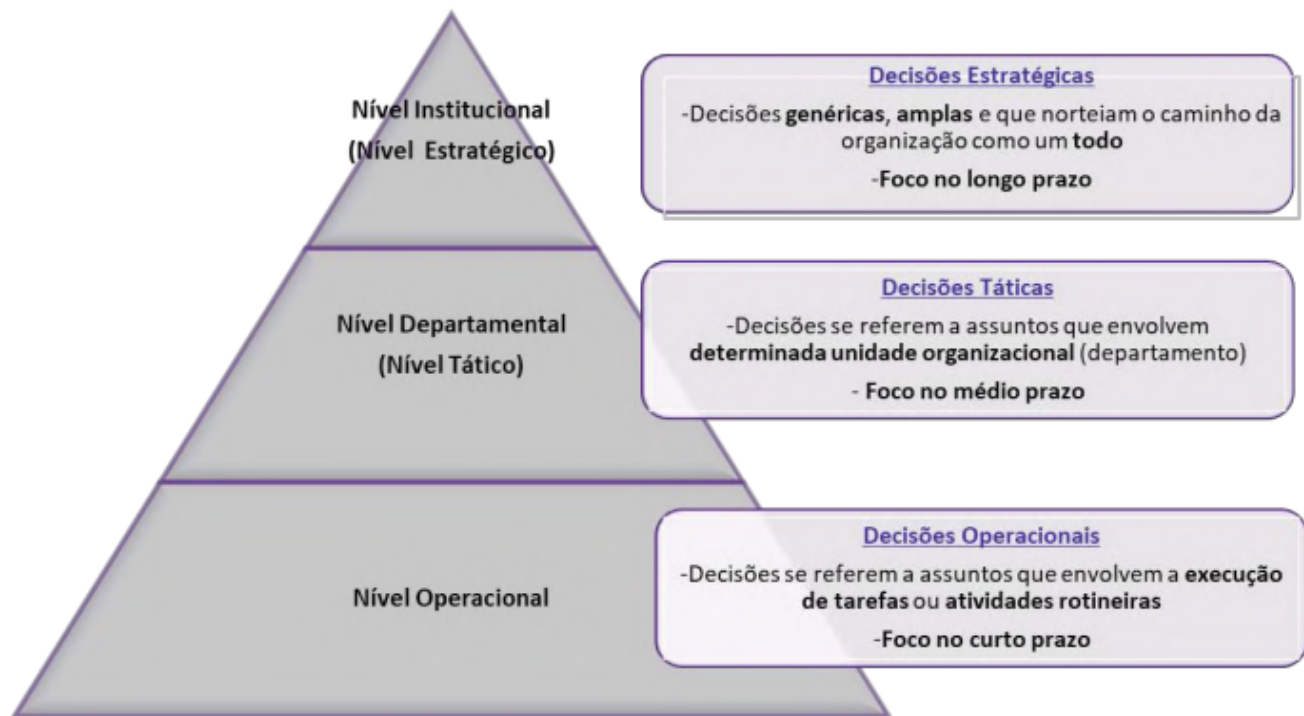 Nível Institucional
(Nível Estratégico)
Decisões Estratégicas
-Decisões genéricas, amplas e que norteiam o caminho da
organização como um todo
-Foco no longo prazo
Nível Departamental
(Nível Tático)
Decisões Táticas
-Decisões se referem a assuntos que envolvem
determinada unidade organizacional (departamento)
- Foco no médio prazo
Nível Operacional
Decisões Operacionais
-Decisões se referem a assuntos que envolvem a execução
de tarefas ou atividades rotineiras
-Foco no curto prazo